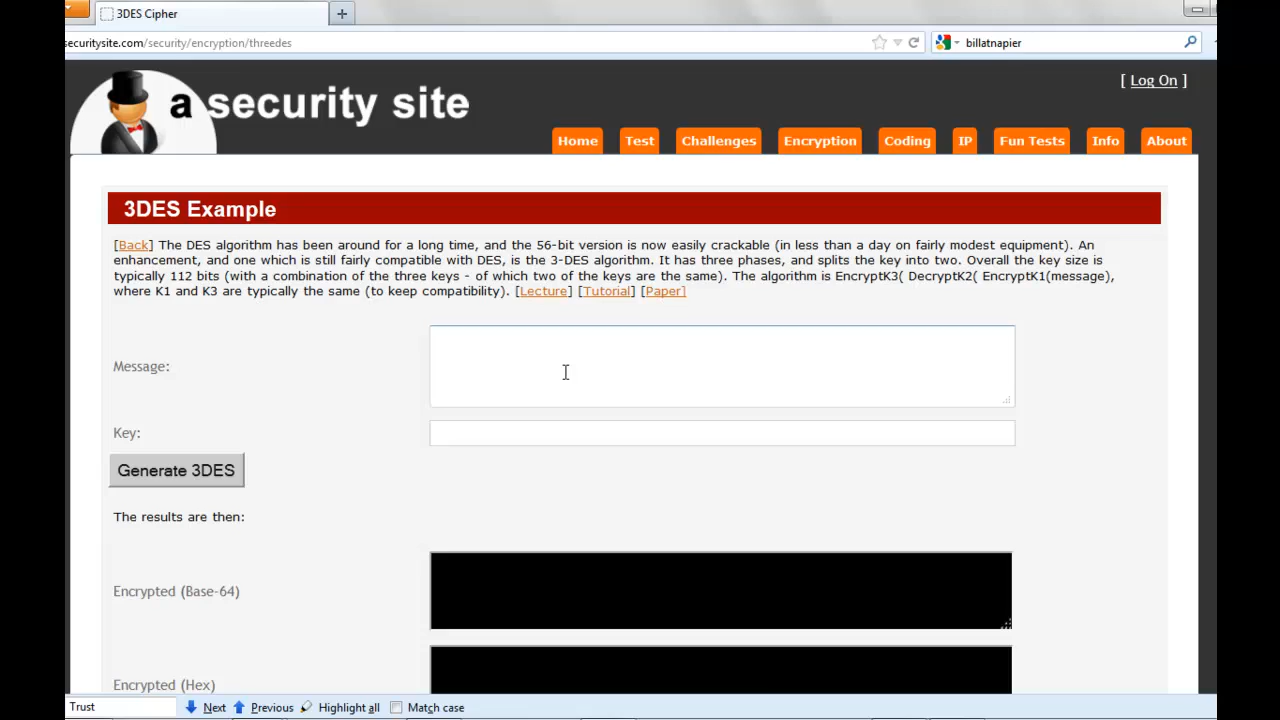 3DES Cipher
securitysite.com/security/encryption/threedes
billatnapier
[ Log On ]
a security site
Home Test Challenges Encryption Coding IP Fun Tests Info About
3DES Example
[Back] The DES algorithm has been around for a long time, and the 56-bit version is now easily crackable (in less than a day on fairly modest equipment). An
enhancement, and one which is still fairly compatible with DES, is the 3-DES algorithm. It has three phases, and splits the key into two. Overall the key size is
typically 112 bits (with a combination of the three keys - of which two of the keys are the same). The algorithm is EncryptK3( DecryptK2( EncryptK1(message),
where K1 and K3 are typically the same (to keep compatibility). [Lecture] [Tutorial] [Paper]
Message:
Key:
Generate 3DES
The results are then:
Encrypted (Base-64)
Encrypted (Hex)
Trust Next Previous Highlight all Match case